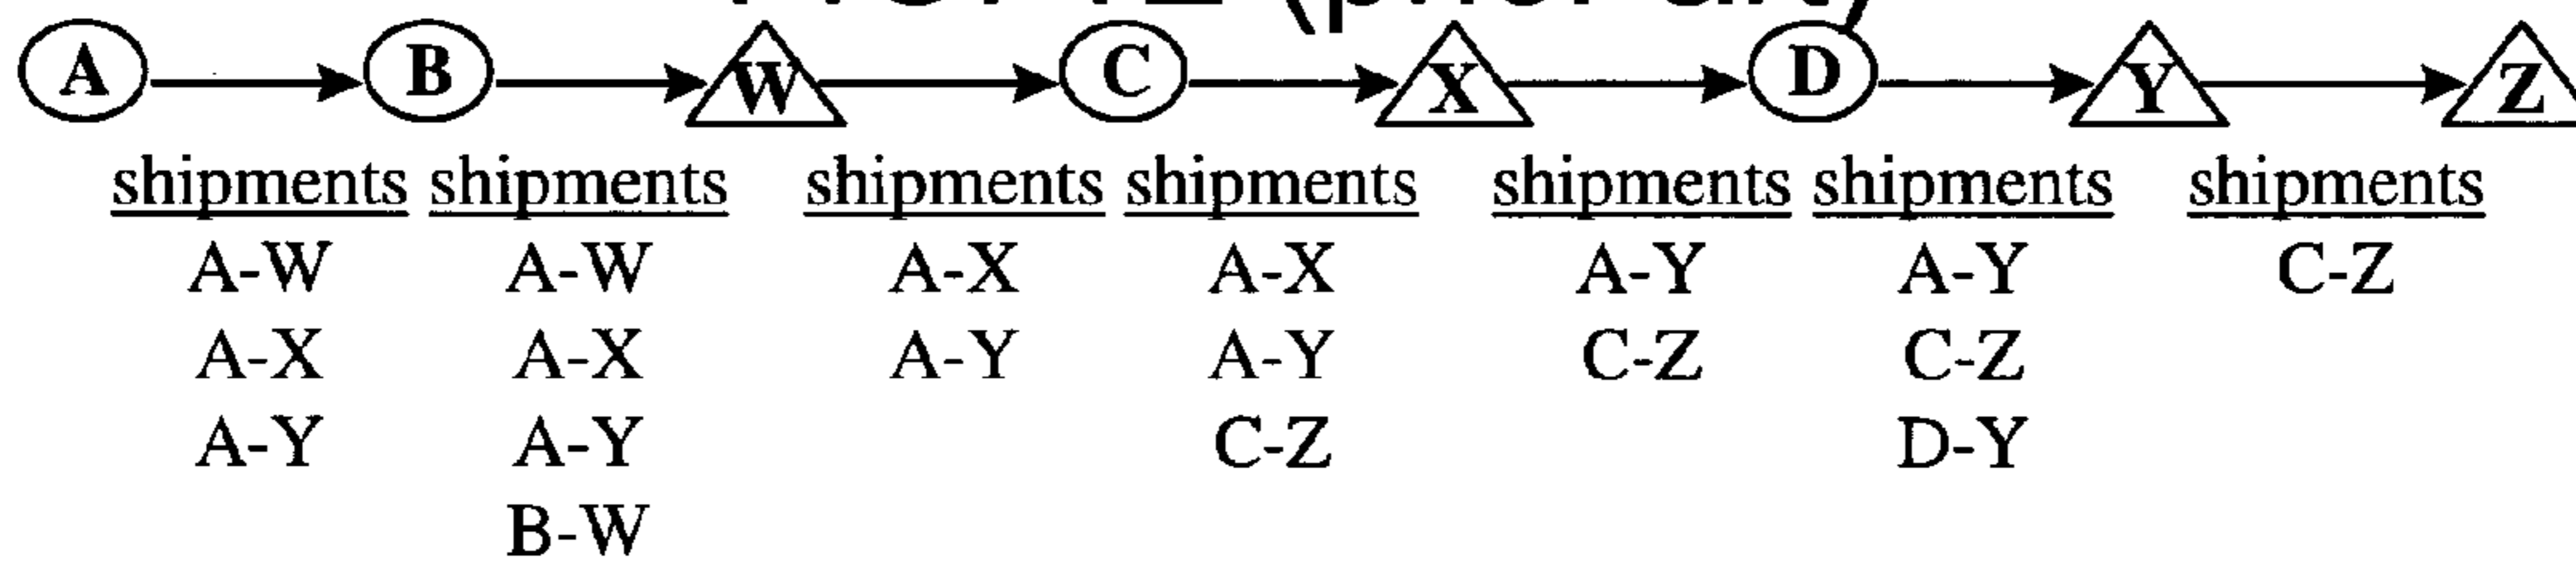 A B W C X D Y Z
shipments shipments shipments shipments shipments shipments shipments
A-W A-W A-X A-X A-Y A-Y C-Z
A-X A-X A-Y A-Y C-Z C-Z
A-Y A-Y C-Z D-Y
B-W